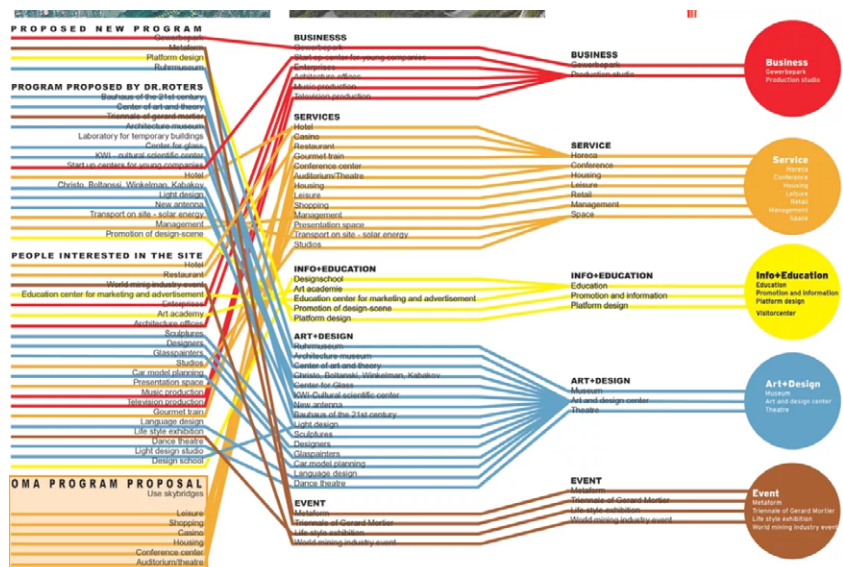 PROPOSED NEW PROGRAM
Gewerbepark
Metaform
Platform design
Ruhrmuseum
PROGRAM PROPOSED BY DR.ROTERS
Bauhaus of the 21st century
Center of art and theory
Triennale of gerard mortier
Architecture museum
Laboratory for temporary buildings
Center for glass
KWI - cultural scientific center
Start up centers for young companies
Hotel
Christo, Boltanssi, Winkelman, Kabakov
Light design
New antenna
Transport on site - solar energy
Management
Promotion of design-scene
PEOPLE INTERESTED IN THE SITE
Hotel
Restaurant
World minig industry event
Education center for marketing and advertisement
Enterprises
Art academy
Architecture offices
Sculptures
Designers
Glasspainters
Studios
Car model planning
Presentation space
Music production
Television production
Gourmet train
Language design
Life style exhibition
Dance theatre
Light design studio
Design school
OMA PROGRAM PROPOSAL
Use skybridges
Leisure
Shopping
Casino
Housing
Conference center
Auditorium/theatre
BUSINESSS
Gewerbepark
Start up center for young companies
Enterprises
Achitecture offices
Music production
Television production
SERVICES
Hotel
Casino
Restaurant
Gourmet train
Conference center
Auditorium/Theatre
Housing
Leisure
Shopping
Management
Presentation space
Transport on site - solar energy
Studios
INFO+EDUCATION
Designschool
Art academie
Education center for marketing and advertisement
Promotion of design-scene
Platform design
ART+DESIGN
Ruhrmuseum
Architecture museum
Center of art and theory
Christo, Boltanski, Winkelman, Kabakov
Center for Glass
KWI-Cultural scientific center
New antenna
Bauhaus of the 21st century
Light design
Sculptures
Designers
Glaspainters
Car model planning
Language design
Dance theatre
EVENT
Metaform
Triennale of Gerard Mortier
Life style exhibition
World mining industry event
BUSINESS
Gewerbepark
Production studio
SERVICE
Horeca
Conference
Housing
Leisure
Retail
Management
Space
INFO+EDUCATION
Education
Promotion and information
Platform design
ART+DESIGN
Museum
Art and design center
Theatre
EVENT
Metaform
Triennale of Gerard Mortier
Life style exhibition
World mining industry event
Business
Gewerbepark
Production studio
Service
Horeca
Conference
Housing
Leisure
Retail
Management
Space
Info+Education
Education
Promotion and information
Platform design
Visitorcenter
Art+Design
Museum
Art and design center
Theatre
Event
Metaform
Triennale of Gerard Mortier
Life style exhibition
World mining industry event